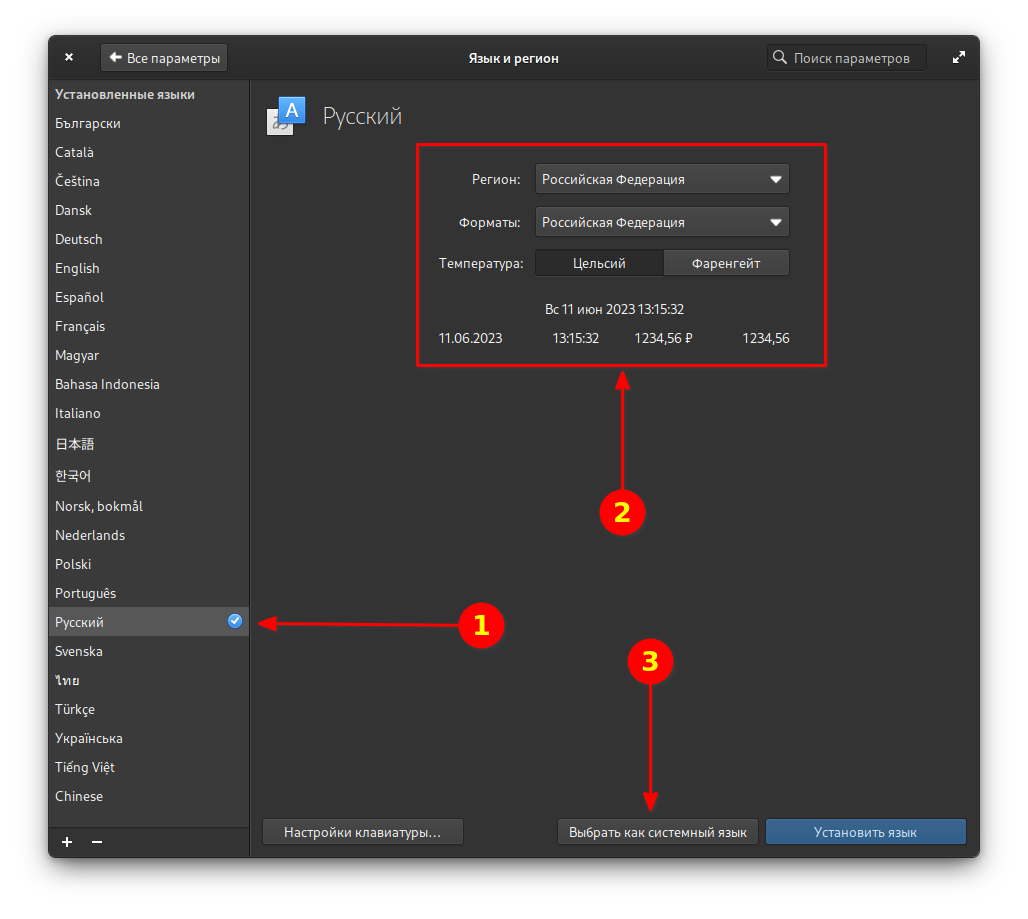 Все параметры
Язык и регион
Поиск параметров
Установленные языки
Български
Català
Čeština
Dansk
Deutsch
English
Español
Français
Magyar
Bahasa Indonesia
Italiano
日本語
한국어
Norsk, bokmål
Nederlands
Polski
Português
Русский
Svenska
ไทย
Türkçe
Українська
Tiếng Việt
Chinese
A
あ
Русский
Регион: Российская Федерация
Форматы: Российская Федерация
Температура: Цельсий Фаренгейт
Вс 11 июн 2023 13:15:32
11.06.2023 13:15:32 1234,56 ₽ 1234,56
2
1
3
Настройки клавиатуры...
Выбрать как системный язык
Установить язык